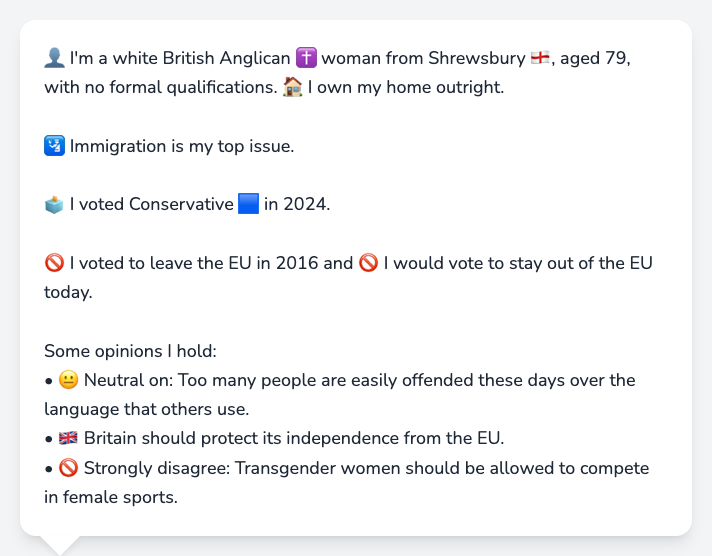 👤 I'm a white British Anglican ✝️ woman from Shrewsbury 🏴󠁧󠁢󠁥󠁮󠁧󠁿, aged 79,
with no formal qualifications. 🏠 I own my home outright.
🛂 Immigration is my top issue.
🗳️ I voted Conservative 🟦 in 2024.
🚫 I voted to leave the EU in 2016 and 🚫 I would vote to stay out of the EU
today.
Some opinions I hold:
• 😐 Neutral on: Too many people are easily offended these days over the
language that others use.
• 🇬🇧 Britain should protect its independence from the EU.
• 🚫 Strongly disagree: Transgender women should be allowed to compete
in female sports.